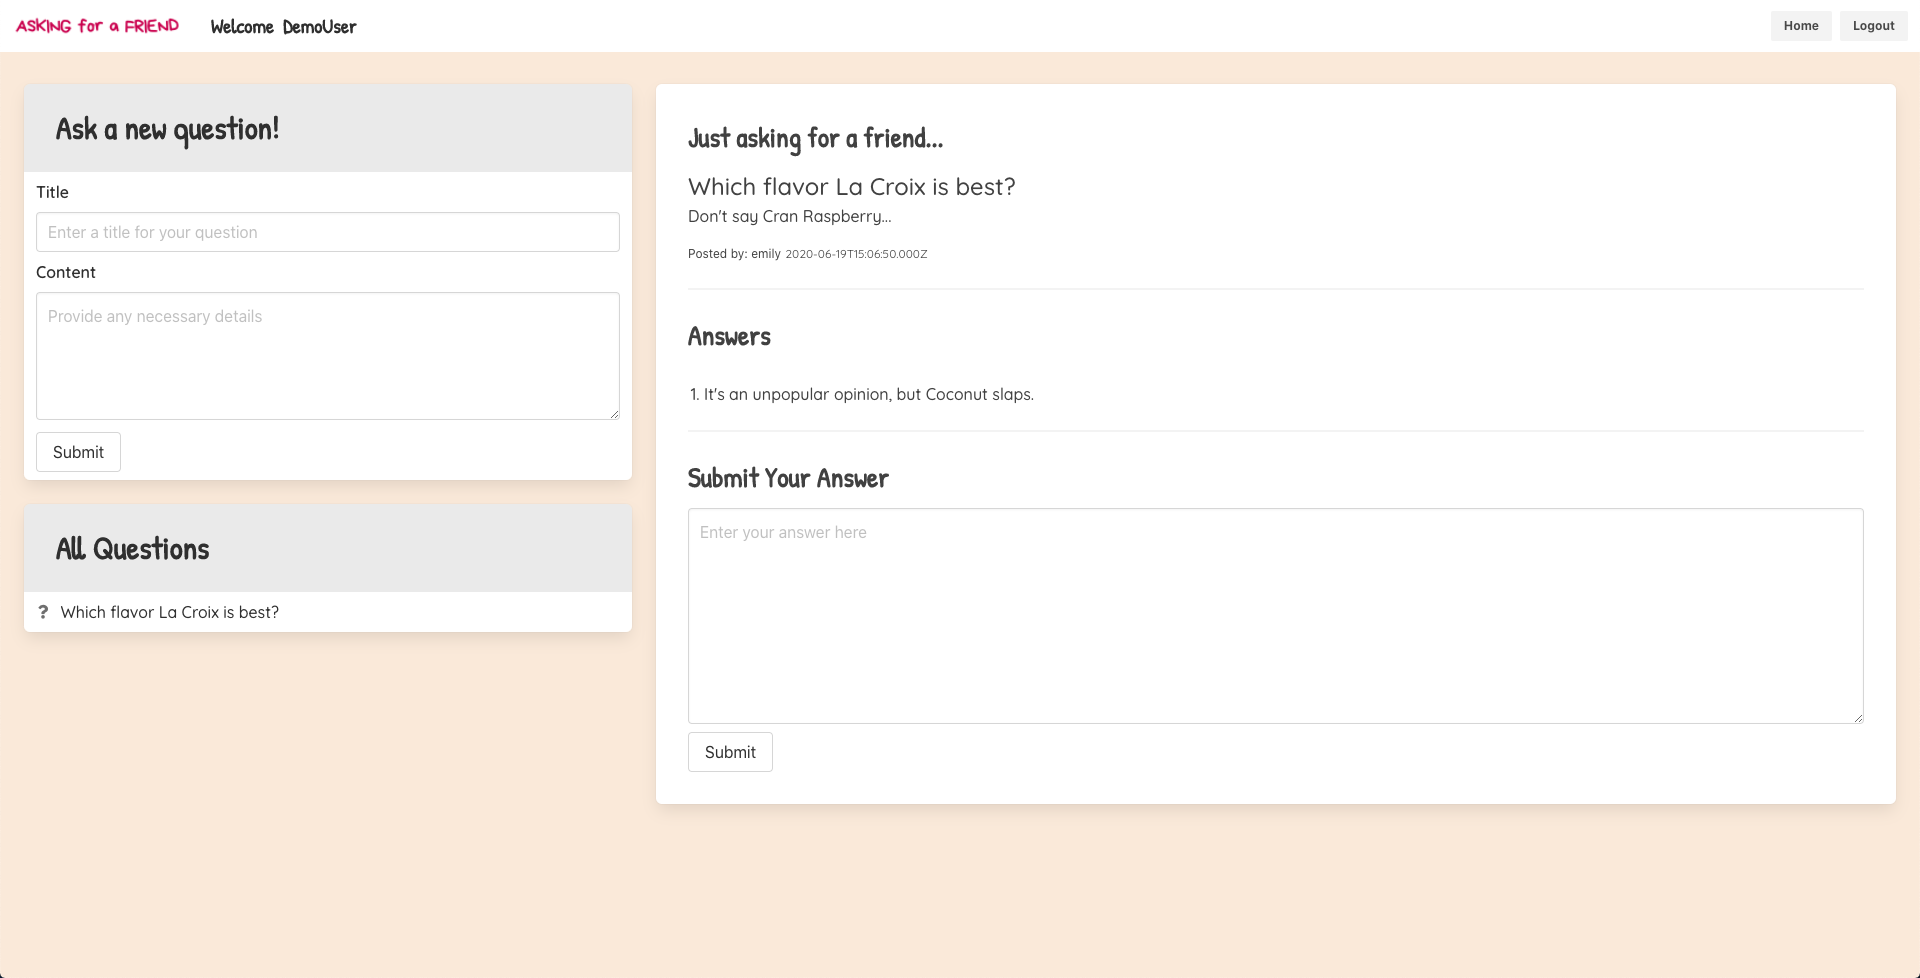 ASKING for a FRIEND
Welcome DemoUser
Home
Logout
Ask a new question!
Title
Enter a title for your question
Content
Provide any necessary details
Submit
All Questions
? Which flavor La Croix is best?
Just asking for a friend...
Which flavor La Croix is best?
Don't say Cran Raspberry...
Posted by: emily 2020-06-19T15:06:50.000Z
Answers
1. It's an unpopular opinion, but Coconut slaps.
Submit Your Answer
Enter your answer here
Submit